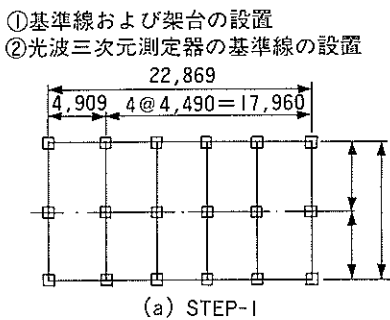 ①基準線および架台の設置
②光波三次元測定器の基準線の設置
22,869
4,909 4@4,490=17,960
(a) STEP-1